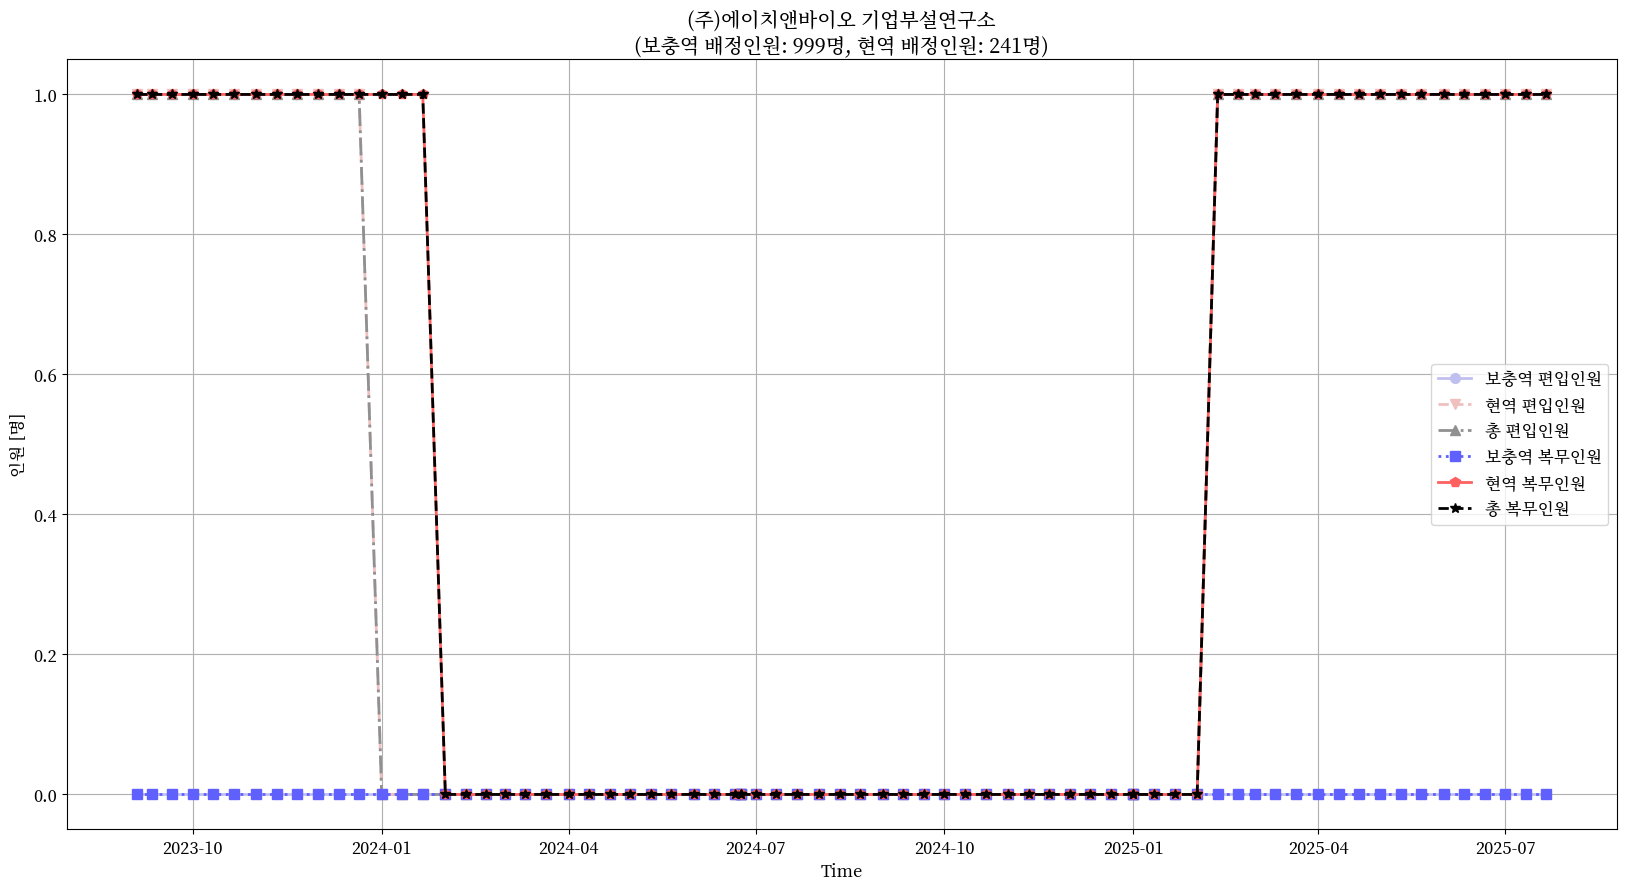 (주)에이치앤바이오 기업부설연구소
(보충역 배정인원: 999명, 현역 배정인원: 241명)
1.0
0.8
0.6
0.4
0.2
0.0
인원 [명]
보충역 편입인원
현역 편입인원
총 편입인원
보충역 복무인원
현역 복무인원
총 복무인원
2023-10
2024-01
2024-04
2024-07
2024-10
2025-01
2025-04
2025-07
Time